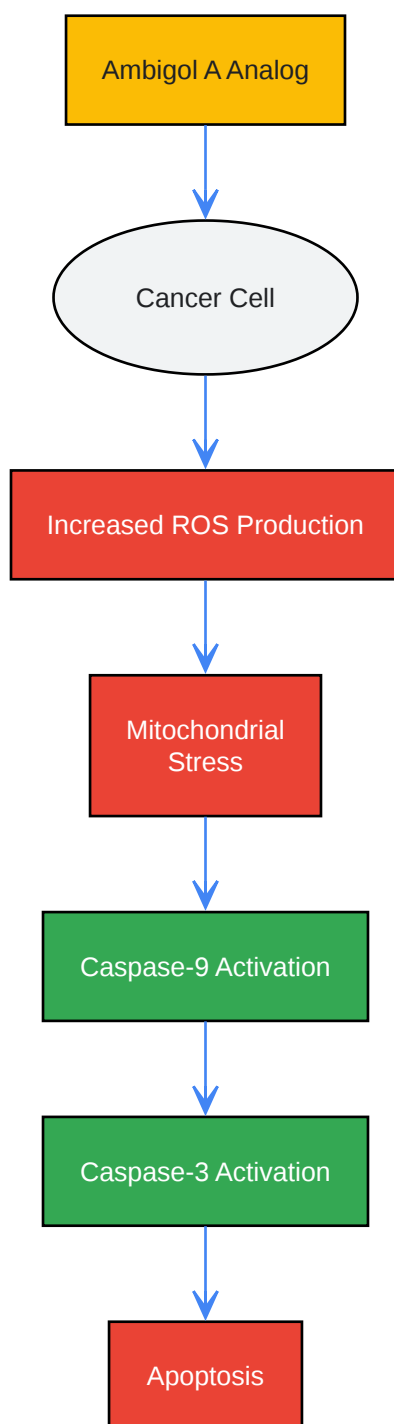 Ambigol A Analog
Cancer Cell
Increased ROS Production
Mitochondrial
Stress
Caspase-9 Activation
Caspase-3 Activation
Apoptosis